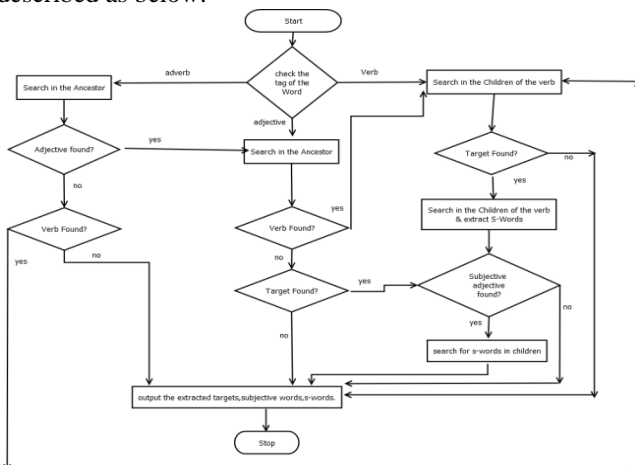 described as below.
Start
check the
tag of the
Word
adverb
Verb
adjective
Search in the Ancestor
Search in the Children of the verb
Adjective found?
yes
Search in the Ancestor
Target Found?
no
no
yes
yes
Search in the Children of the verb
& extract S-Words
Verb Found?
Verb Found?
yes
no
no
Target Found?
yes
Subjective
adjective
found?
no
yes
no
search for s-words in children
output the extracted targets,subjective words,s-words.
Stop